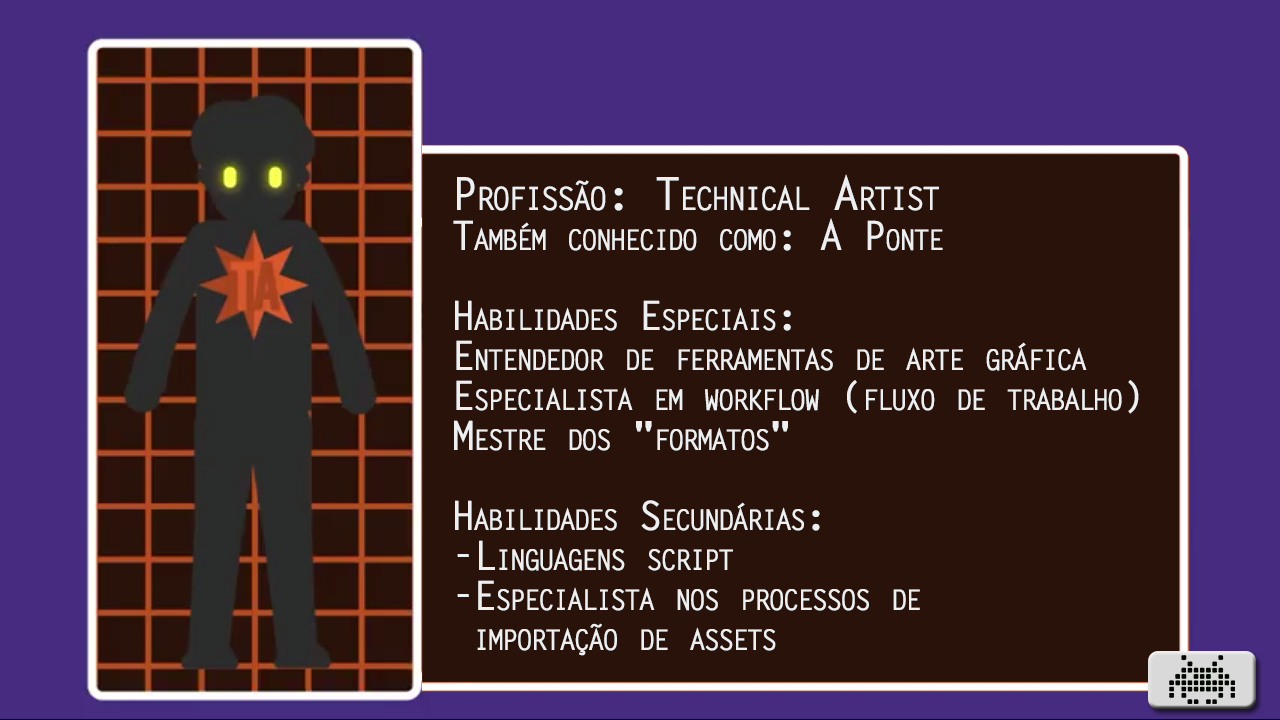 TA
Profissão: Technical Artist
Também conhecido como: A Ponte
Habilidades Especiais:
Entendedor de ferramentas de arte gráfica
Especialista em workflow (fluxo de trabalho)
Mestre dos "formatos"
Habilidades Secundárias:
-Linguagens script
-Especialista nos processos de
importação de assets